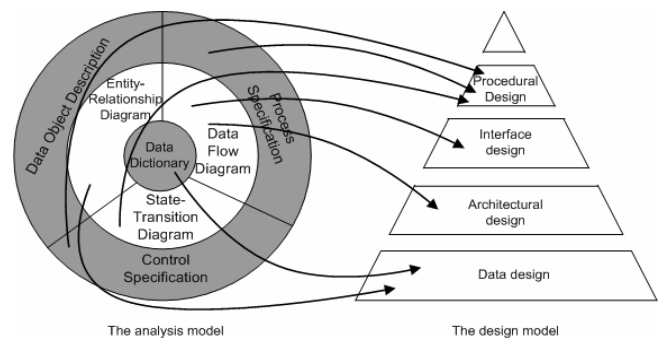 Data Object Description
Entity-
Relationship
Diagram
Process
Specification
Data
Dictionary
Data
Flow
Diagram
State-
Transition
Diagram
Control
Specification
The analysis model
Procedural
Design
Interface
design
Architectural
design
Data design
The design model